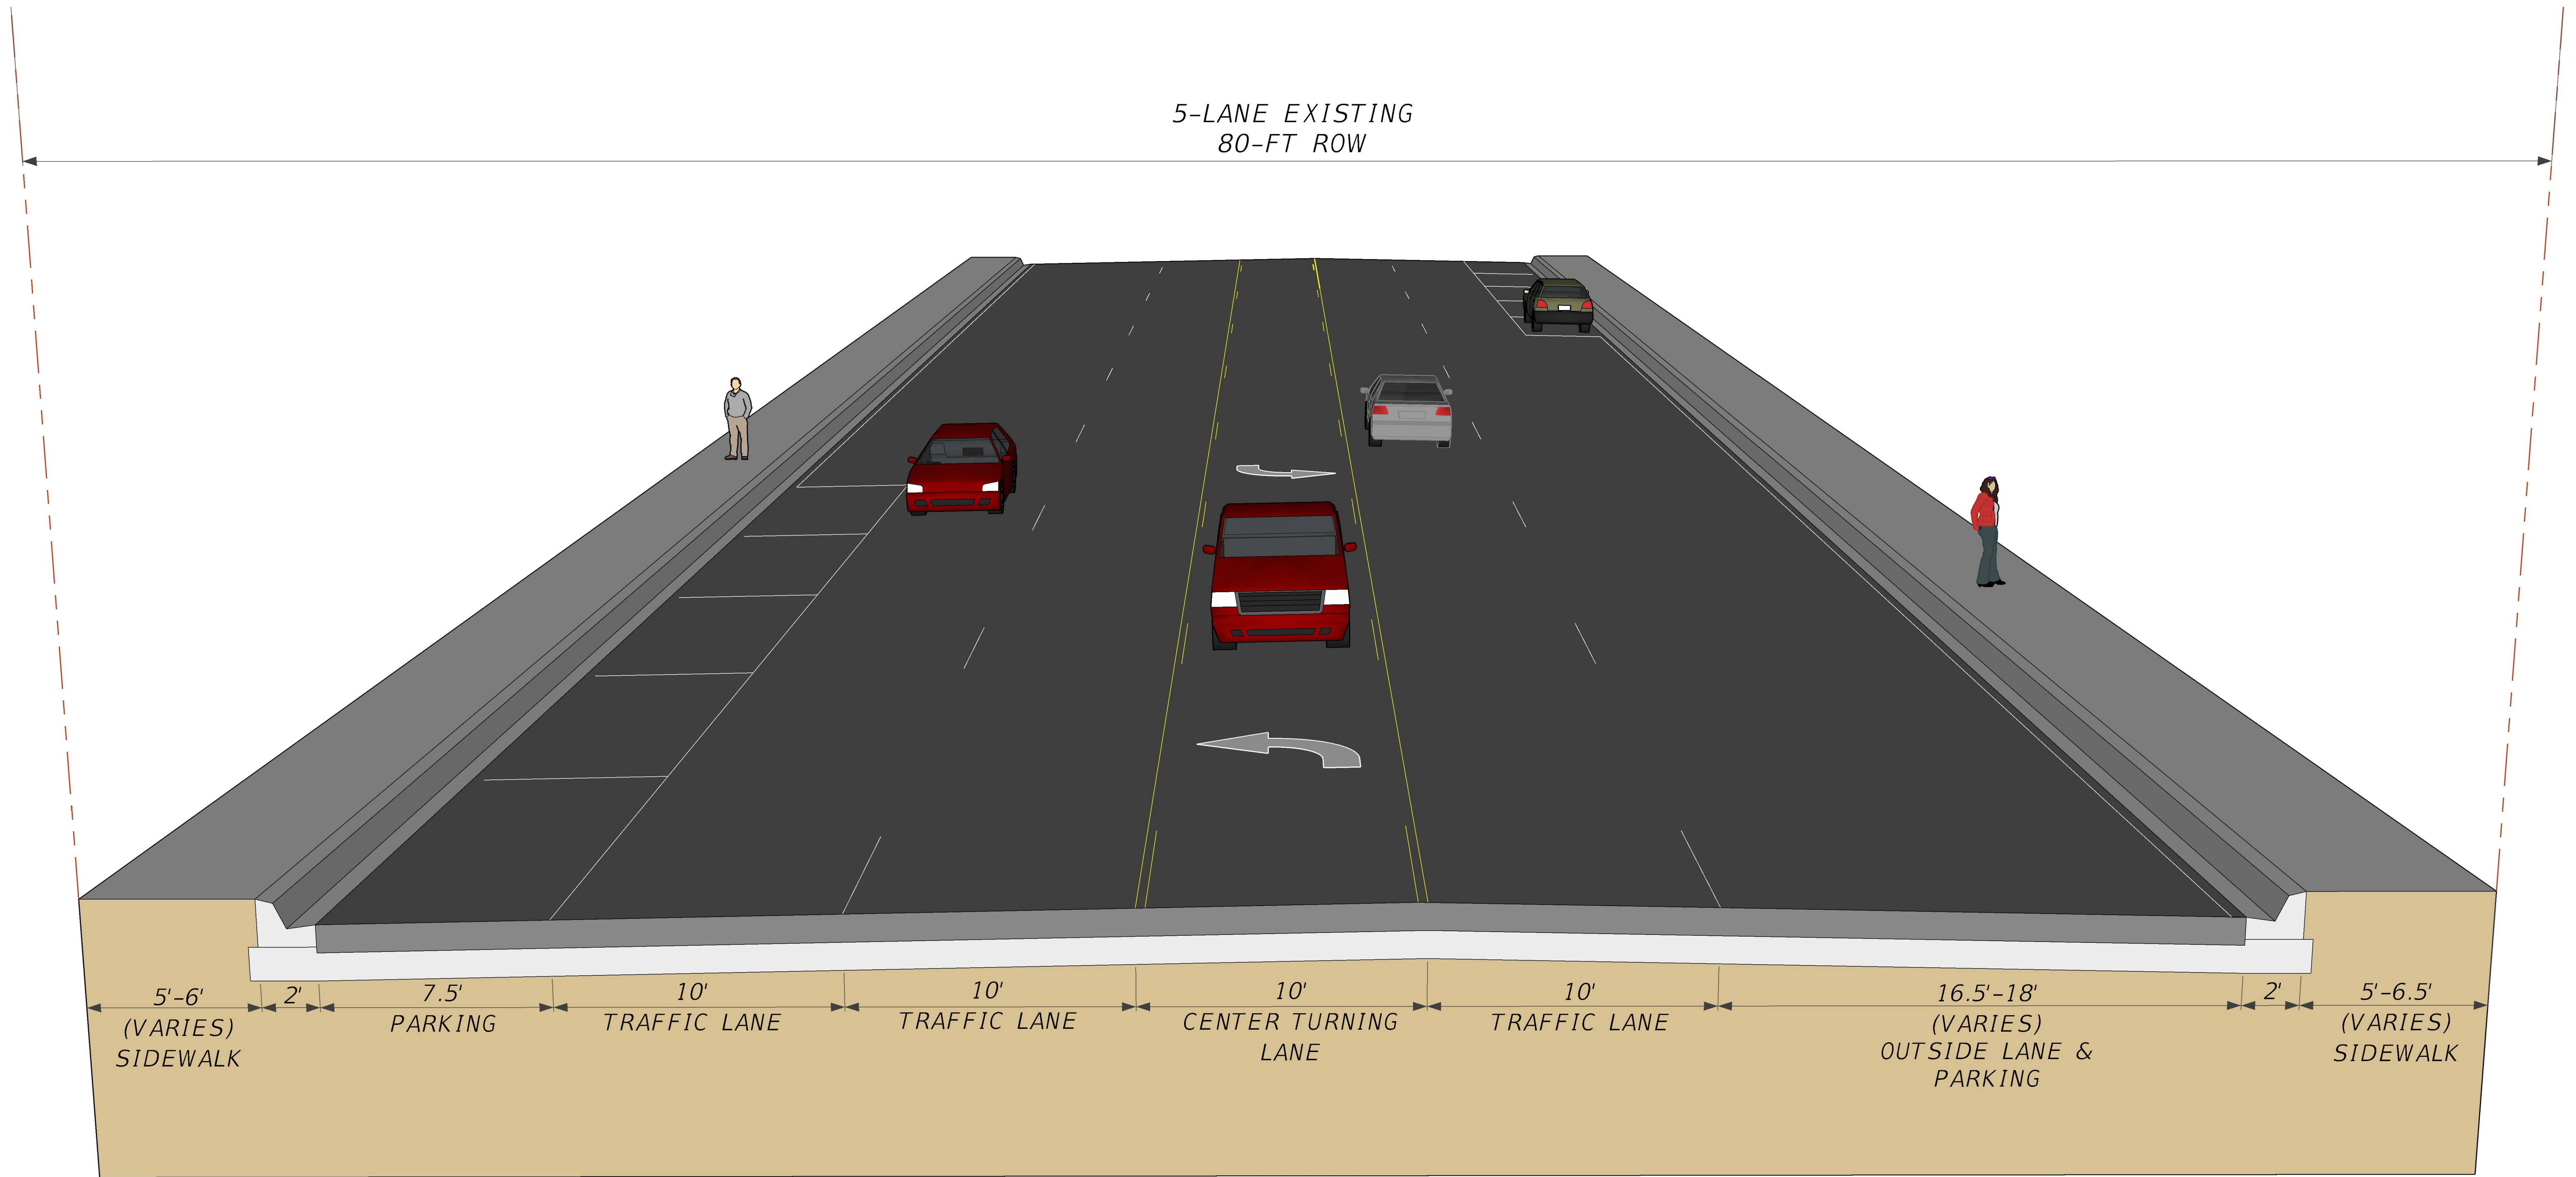 5-LANE EXISTING
80-FT ROW
5'-6'
(VARIES)
SIDEWALK
2'
7.5'
PARKING
10'
TRAFFIC LANE
10'
TRAFFIC LANE
10'
CENTER TURNING
LANE
10'
TRAFFIC LANE
16.5'-18'
(VARIES)
OUTSIDE LANE &
PARKING
2'
5'-6.5'
(VARIES)
SIDEWALK